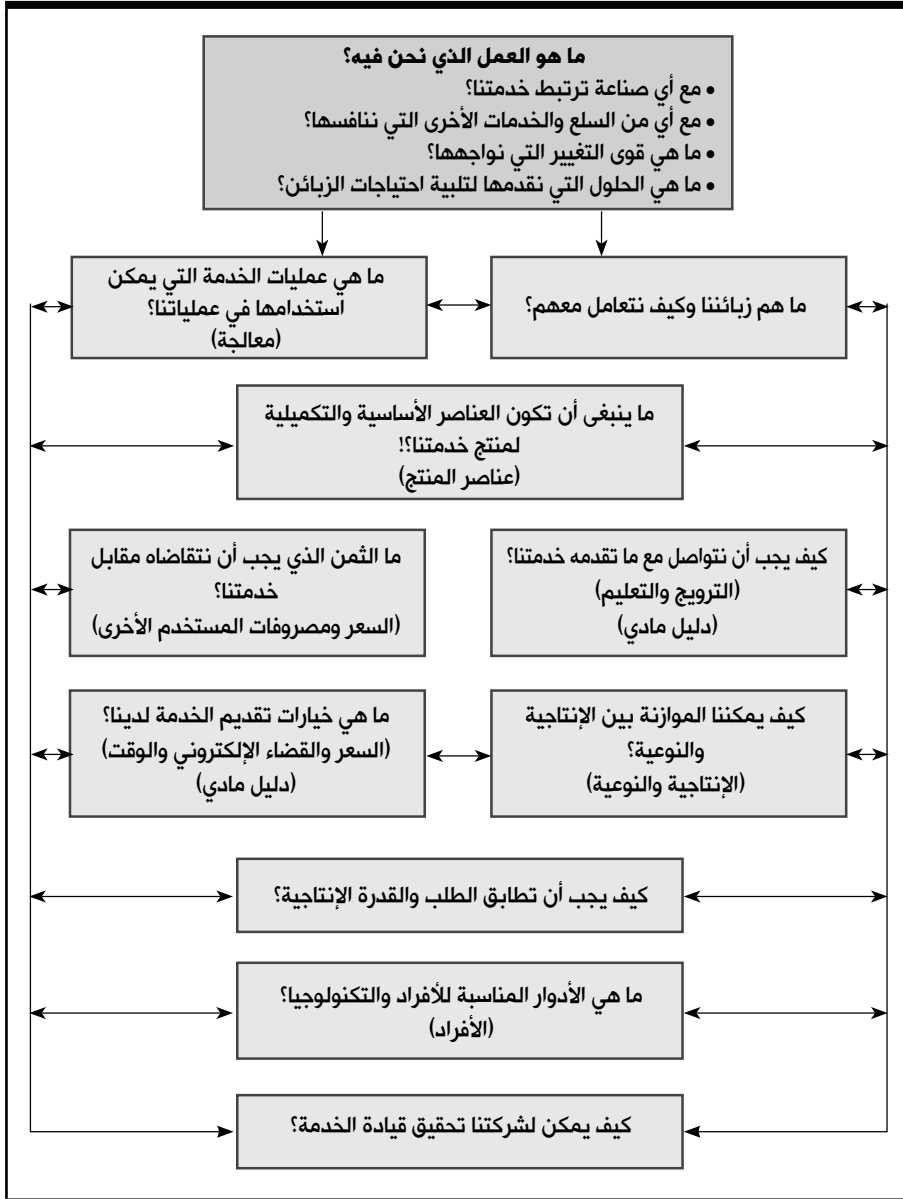 ما هو العمل الذي نحن فيه؟
• مع أي صناعة ترتبط خدمتنا؟
• مع أي من السلع والخدمات الأخرى التي ننافسها؟
• ما هي قوى التغيير التي نواجهها؟
• ما هي الحلول التي نقدمها لتلبية احتياجات الزبائن؟
ما هم زبائننا وكيف نتعامل معهم؟
ما هي عمليات الخدمة التي يمكن
استخدامها في عملياتنا؟
(معالجة)
ما ينبغى أن تكون العناصر الأساسية والتكميلية
لمنتج خدمتنا؟!
(عناصر المنتج)
كيف يجب أن نتواصل مع ما تقدمه خدمتنا؟
(الترويج والتعليم)
(دليل مادي)
ما الثمن الذي يجب أن نتقاضاه مقابل
خدمتنا؟
(السعر ومصروفات المستخدم الأخرى)
كيف يمكننا الموازنة بين الإنتاجية
والنوعية؟
(الإنتاجية والنوعية)
ما هي خيارات تقديم الخدمة لدينا؟
(السعر والقضاء الإلكتروني والوقت)
(دليل مادي)
كيف يجب أن تطابق الطلب والقدرة الإنتاجية؟
ما هي الأدوار المناسبة للأفراد والتكنولوجيا؟
(الأفراد)
كيف يمكن لشركتنا تحقيق قيادة الخدمة؟